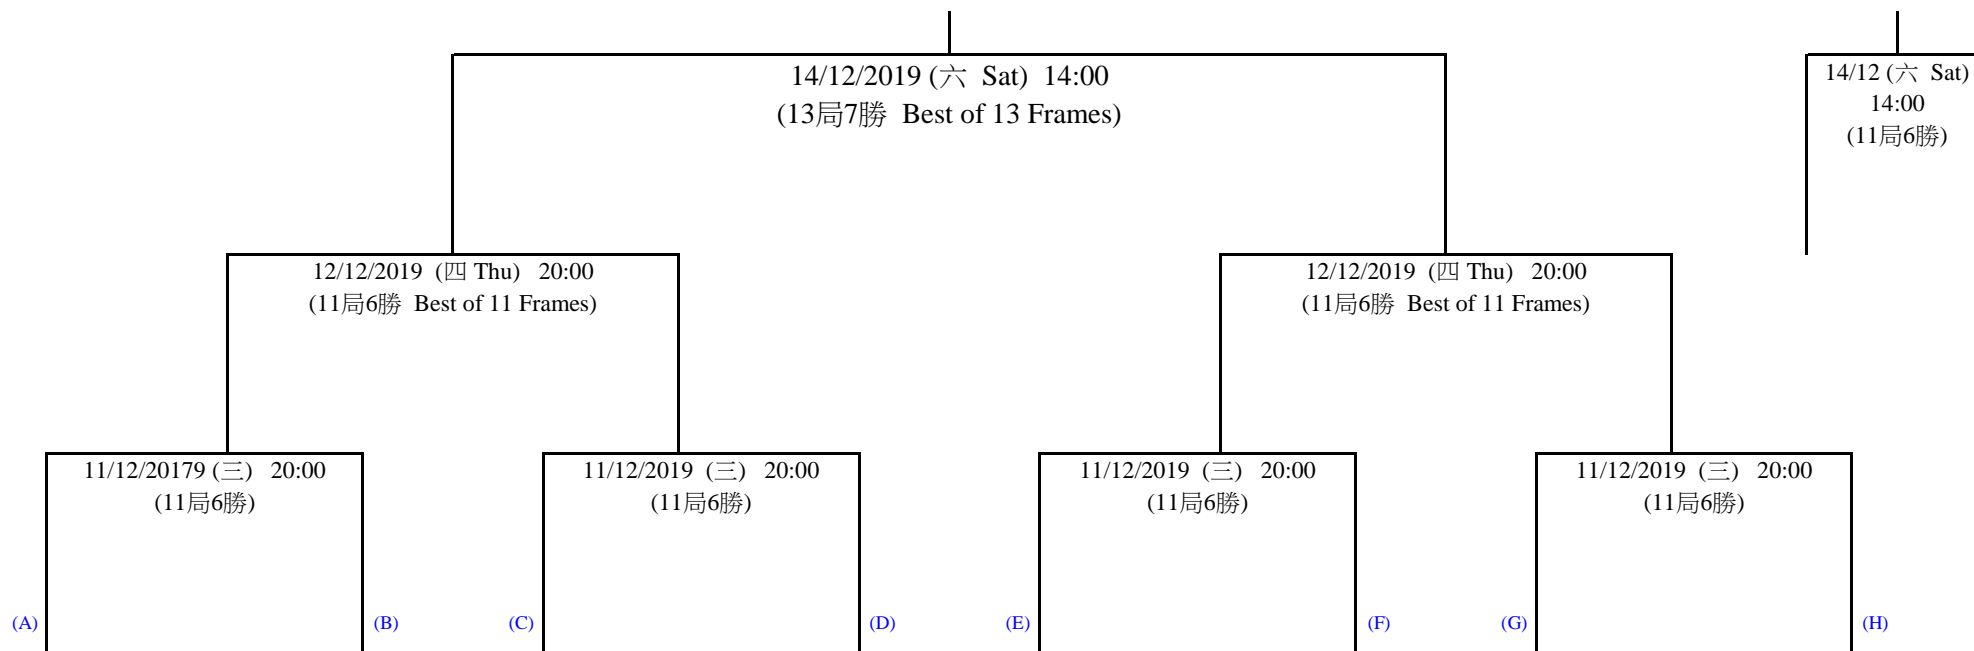 14/12/2019 (六 Sat) 14:00
(13局7勝 Best of 13 Frames)
14/12 (六 Sat)
14:00
(11局6勝)
12/12/2019 (四 Thu) 20:00
(11局6勝 Best of 11 Frames)
12/12/2019 (四 Thu) 20:00
(11局6勝 Best of 11 Frames)
11/12/20179 (三) 20:00
(11局6勝)
11/12/2019 (三) 20:00
(11局6勝)
11/12/2019 (三) 20:00
(11局6勝)
11/12/2019 (三) 20:00
(11局6勝)
(A)
(B)
(C)
(D)
(E)
(F)
(G)
(H)